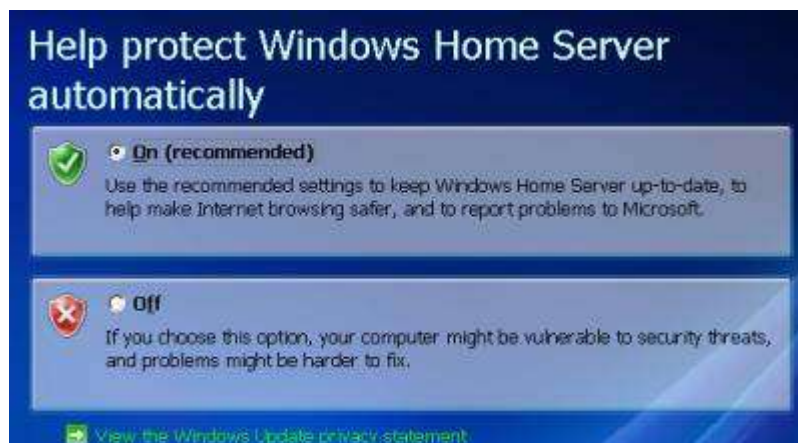 Help protect Windows Home Server
automatically
On (recommended)
Use the recommended settings to keep Windows Home Server up-to-date, to
help make Internet browsing safer, and to report problems to Microsoft.
Off
If you choose this option, your computer might be vulnerable to security threats,
and problems might be harder to fix.
View the Windows Update privacy statement